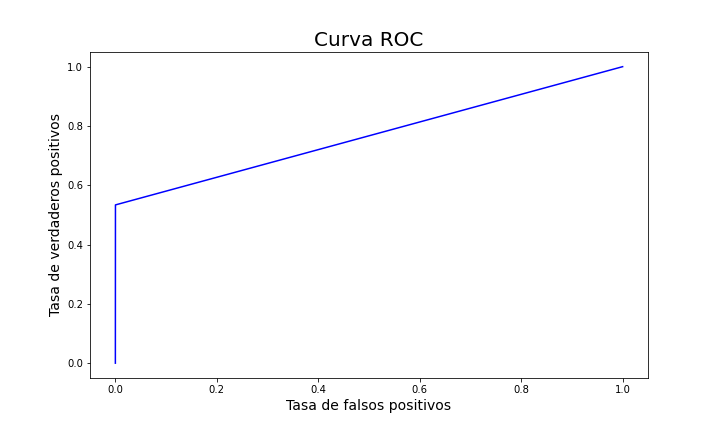 Curva ROC
1.0
0.8
0.6
0.4
0.2
0.0
Tasa de verdaderos positivos
0.0 0.2 0.4 0.6 0.8 1.0
Tasa de falsos positivos